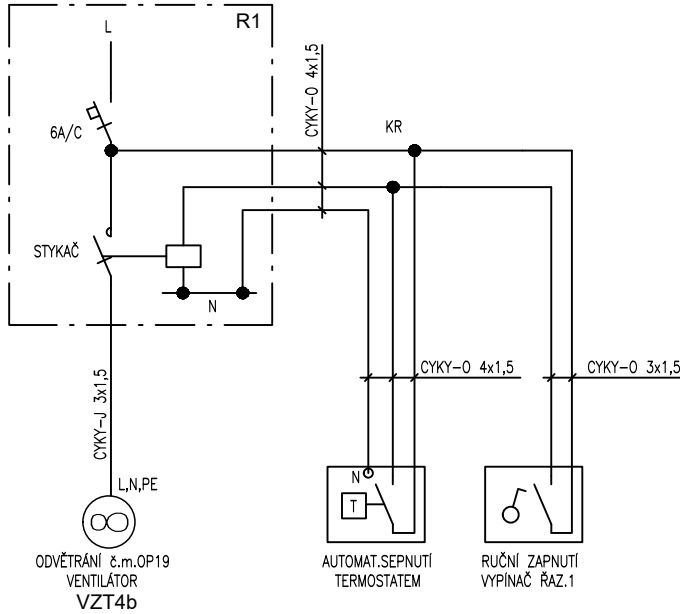 R1
L
6A/C
CYKY-O 4x1,5
KR
STYKAČ
N
CYKY-J 3x1,5
CYKY-O 4x1,5
CYKY-O 3x1,5
L,N,PE
N
T
ODVĚTRÁNÍ č.m.OP19
VENTILÁTOR
VZT4b
AUTOMAT.SEPNUTÍ
TERMOSTATEM
RUČNÍ ZAPNUTÍ
VYPÍNAČ ŘAZ.1